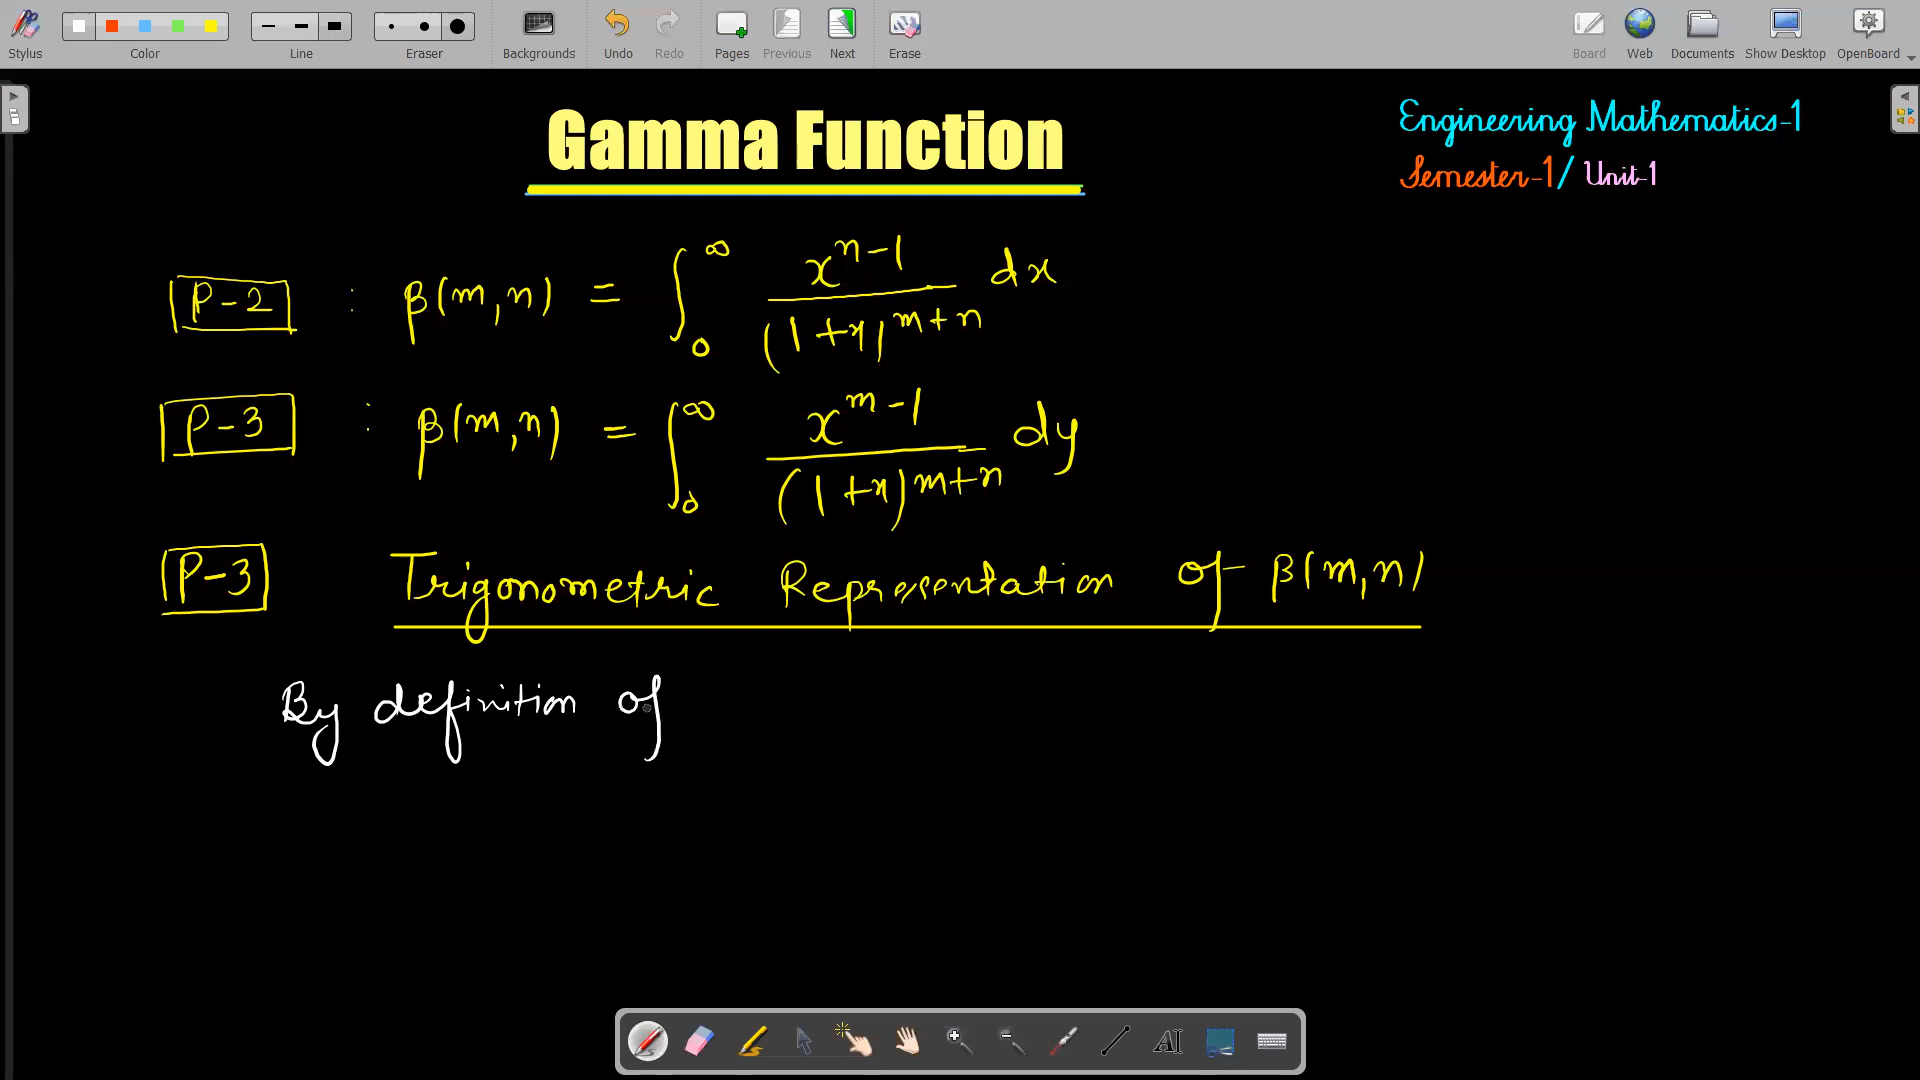 Stylus Color Line Eraser Backgrounds Undo Redo Pages Previous Next Erase Board Web Documents Show Desktop OpenBoard
Gamma Function
Engineering Mathematics-1
Semester-1/ Unit-1
P-2 : β(m,n) = ∫₀^∞ x^(n-1) / (1+x)^(m+n) dx
P-3 : β(m,n) = ∫₀^∞ x^(m-1) / (1+x)^(m+n) dy
P-3 Trigonometric Representation of β(m,n)
By definition of